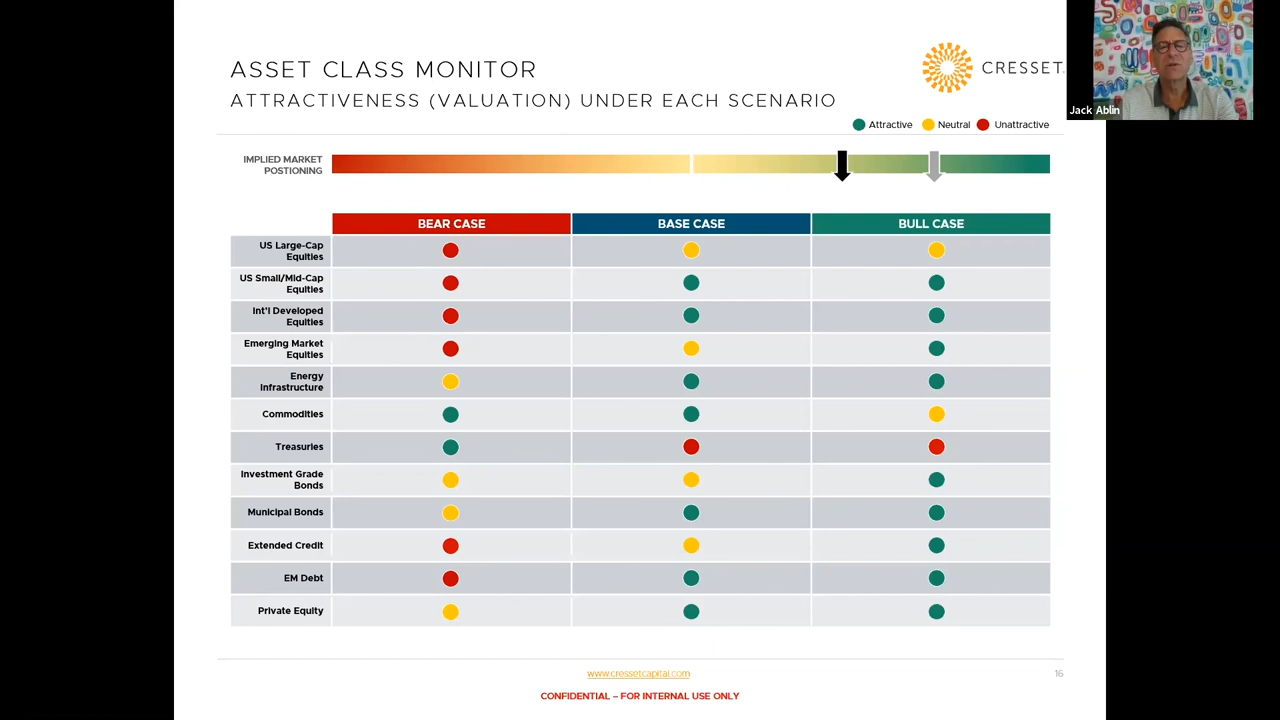 ASSET CLASS MONITOR
ATTRACTIVENESS (VALUATION) UNDER EACH SCENARIO
CRESSET.
Jack Ablin
Attractive Neutral Unattractive
IMPLIED MARKET
POSTIONING
BEAR CASE BASE CASE BULL CASE
US Large-Cap
Equities
US Small/Mid-Cap
Equities
Int'l Developed
Equities
Emerging Market
Equities
Energy
Infrastructure
Commodities
Treasuries
Investment Grade
Bonds
Municipal Bonds
Extended Credit
EM Debt
Private Equity
www.cressetcapital.com
16
CONFIDENTIAL – FOR INTERNAL USE ONLY